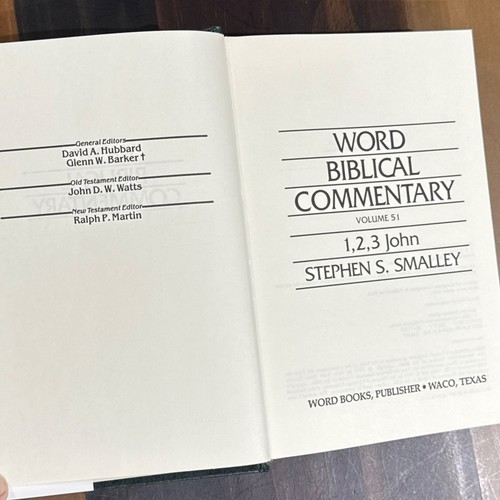 General Editors
David A. Hubbard
Glenn W. Barker †
Old Testament Editor
John D. W. Watts
New Testament Editor
Ralph P. Martin
WORD
BIBLICAL
COMMENTARY
VOLUME 51
1,2,3 John
STEPHEN S. SMALLEY
WORD BOOKS, PUBLISHER • WACO, TEXAS